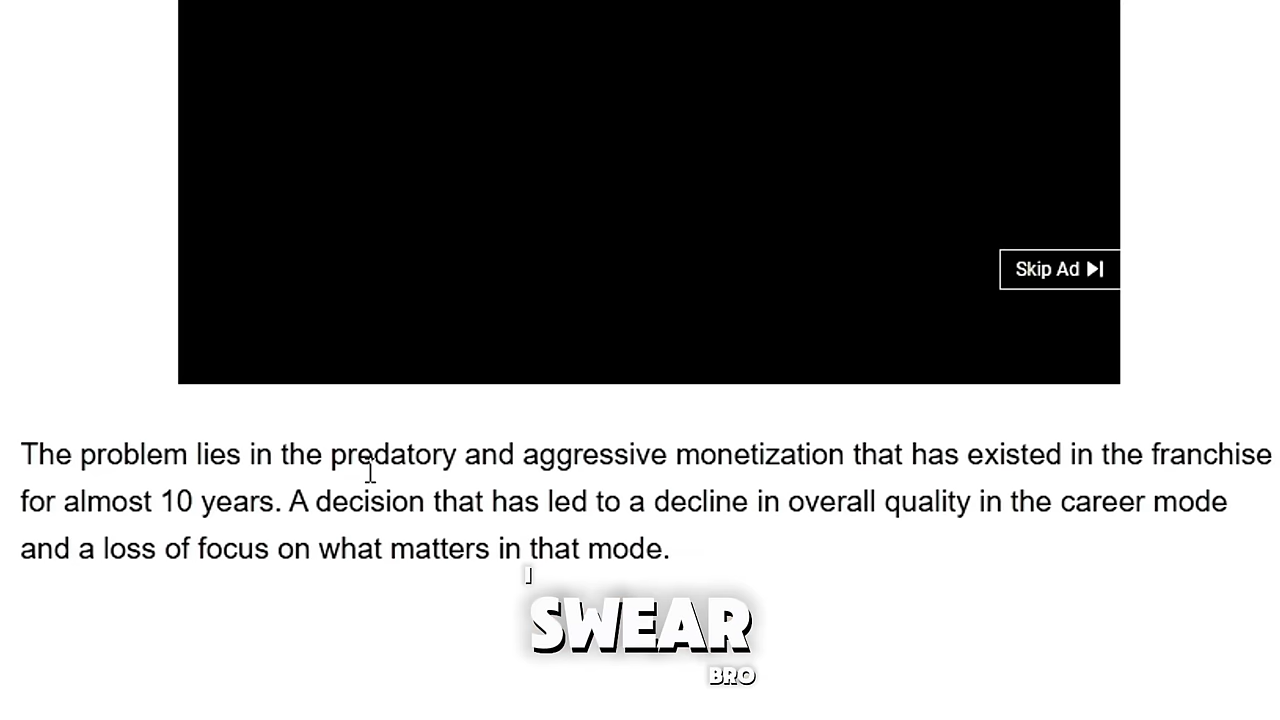 Skip Ad
The problem lies in the predatory and aggressive monetization that has existed in the franchise
for almost 10 years. A decision that has led to a decline in overall quality in the career mode
and a loss of focus on what matters in that mode.
I
SWEAR
BRO